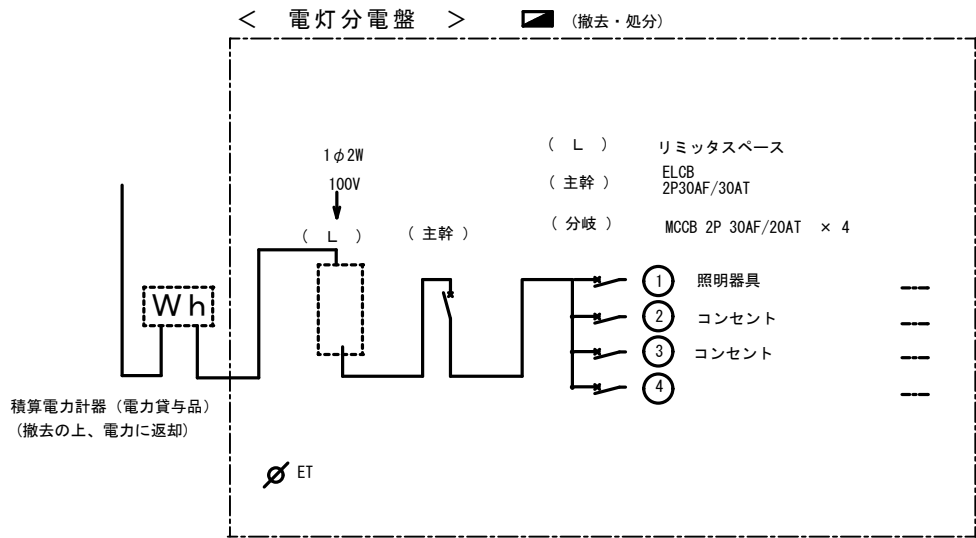 ＜ 電灯分電盤 ＞ (撤去・処分)
( L ) リミッタスペース
1φ2W
100V
( 主幹 ) ELCB
2P30AF/30AT
( 分岐 ) MCCB 2P 30AF/20AT × 4
( L ) ( 主幹 )
1 照明器具
Wh
2 コンセント
3 コンセント
4
積算電力計器（電力貸与品）
（撤去の上、電力に返却）
ET